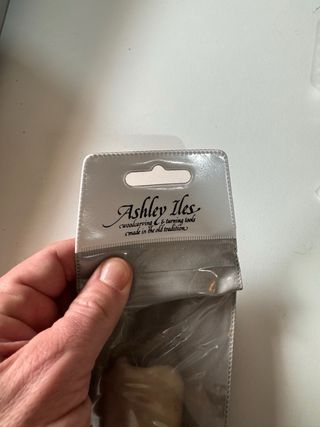 Ashley Iles
woodcarving & turning tools
made in the old tradition